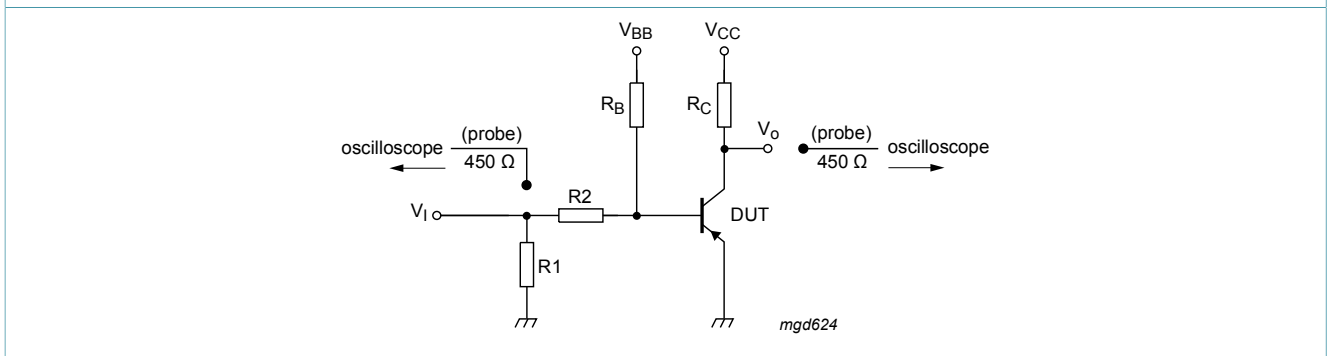 VBB
VCC
RB
RC
Vo
(probe)
450 Ω
oscilloscope
(probe)
450 Ω
oscilloscope
R2
VI
DUT
R1
mgd624